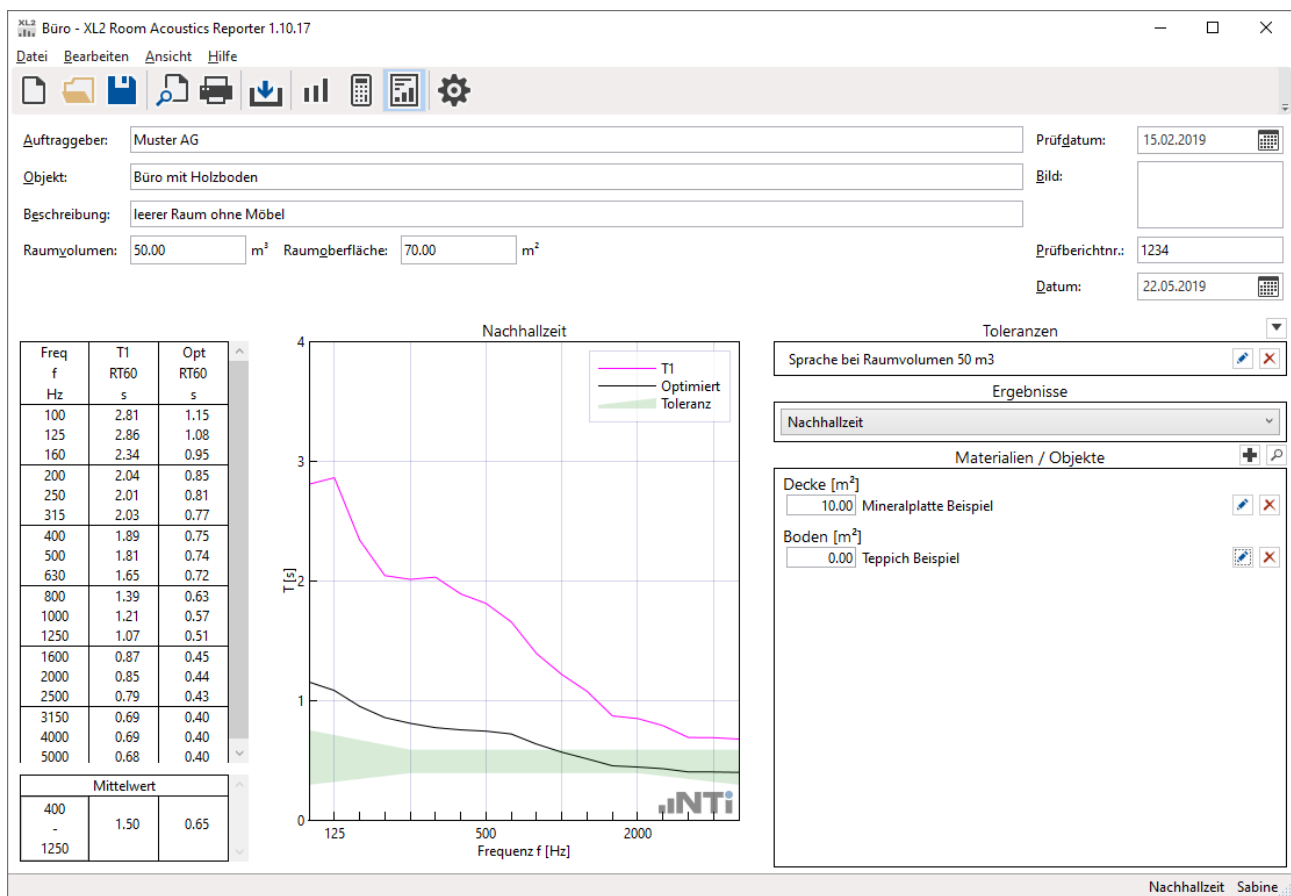 XL2 Büro - XL2 Room Acoustics Reporter 1.10.17
Datei Bearbeiten Ansicht Hilfe
Auftraggeber: Muster AG Prüfdatum: 15.02.2019
Objekt: Büro mit Holzboden Bild:
Beschreibung: leerer Raum ohne Möbel
Raumvolumen: 50.00 m³ Raumoberfläche: 70.00 m² Prüfberichtnr.: 1234
Datum: 22.05.2019
Freq T1 Opt
f RT60 RT60
Hz s s
100 2.81 1.15
125 2.86 1.08
160 2.34 0.95
200 2.04 0.85
250 2.01 0.81
315 2.03 0.77
400 1.89 0.75
500 1.81 0.74
630 1.65 0.72
800 1.39 0.63
1000 1.21 0.57
1250 1.07 0.51
1600 0.87 0.45
2000 0.85 0.44
2500 0.79 0.43
3150 0.69 0.40
4000 0.69 0.40
5000 0.68 0.40
Mittelwert
400
- 1.50 0.65
1250
Nachhallzeit
T1
Optimiert
Toleranz
4
3
2
1
0
T [s]
125 500 2000
Frequenz f [Hz]
NTi
Toleranzen
Sprache bei Raumvolumen 50 m3
Ergebnisse
Nachhallzeit
Materialien / Objekte
Decke [m²]
10.00 Mineralplatte Beispiel
Boden [m²]
0.00 Teppich Beispiel
Nachhallzeit Sabine